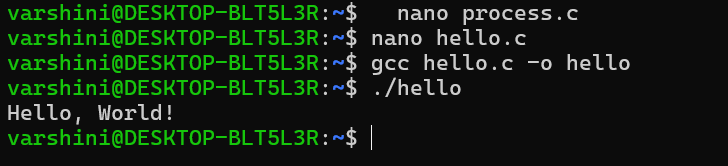 varshini@DESKTOP-BLT5L3R:~$   nano process.c
varshini@DESKTOP-BLT5L3R:~$ nano hello.c
varshini@DESKTOP-BLT5L3R:~$ gcc hello.c -o hello
varshini@DESKTOP-BLT5L3R:~$ ./hello
Hello, World!
varshini@DESKTOP-BLT5L3R:~$